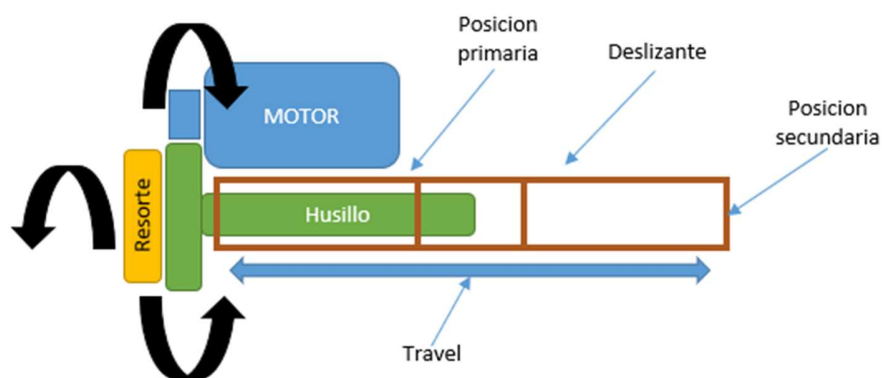 Posicion
primaria
Deslizante
Posicion
secundaria
MOTOR
Resorte
Husillo
Travel